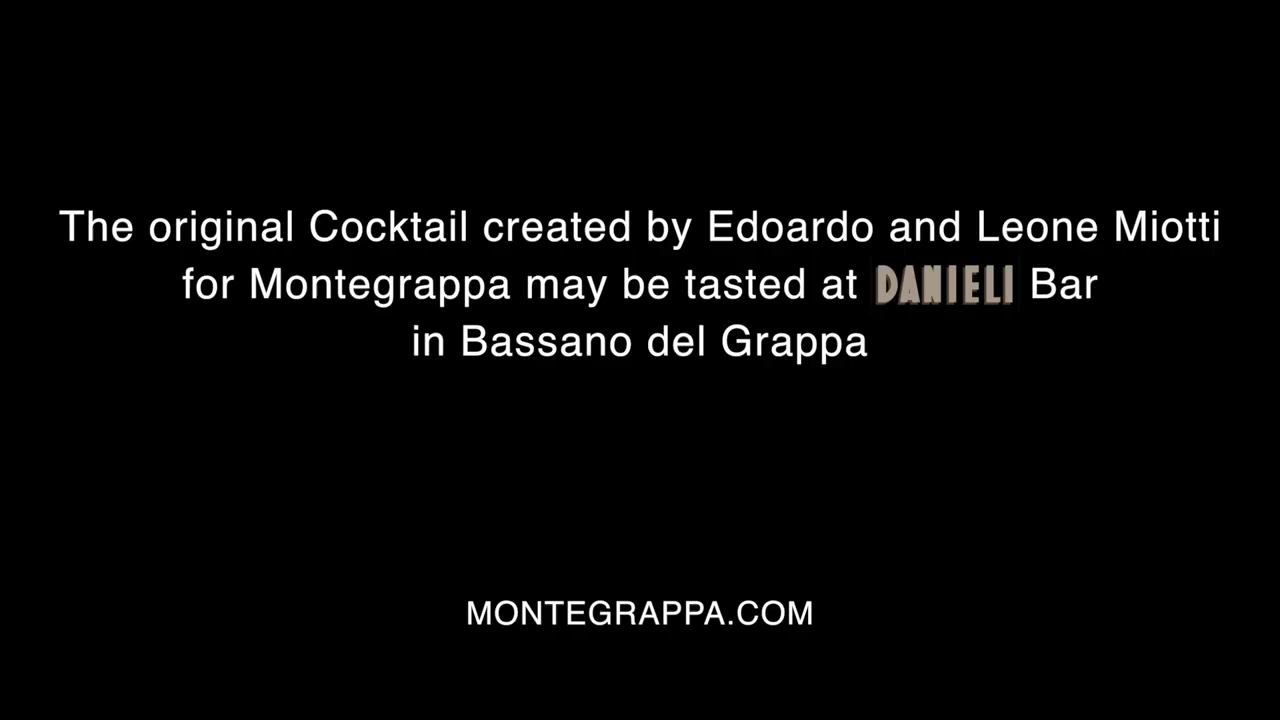 The original Cocktail created by Edoardo and Leone Miotti
for Montegrappa may be tasted at DANIELI Bar
in Bassano del Grappa
MONTEGRAPPA.COM